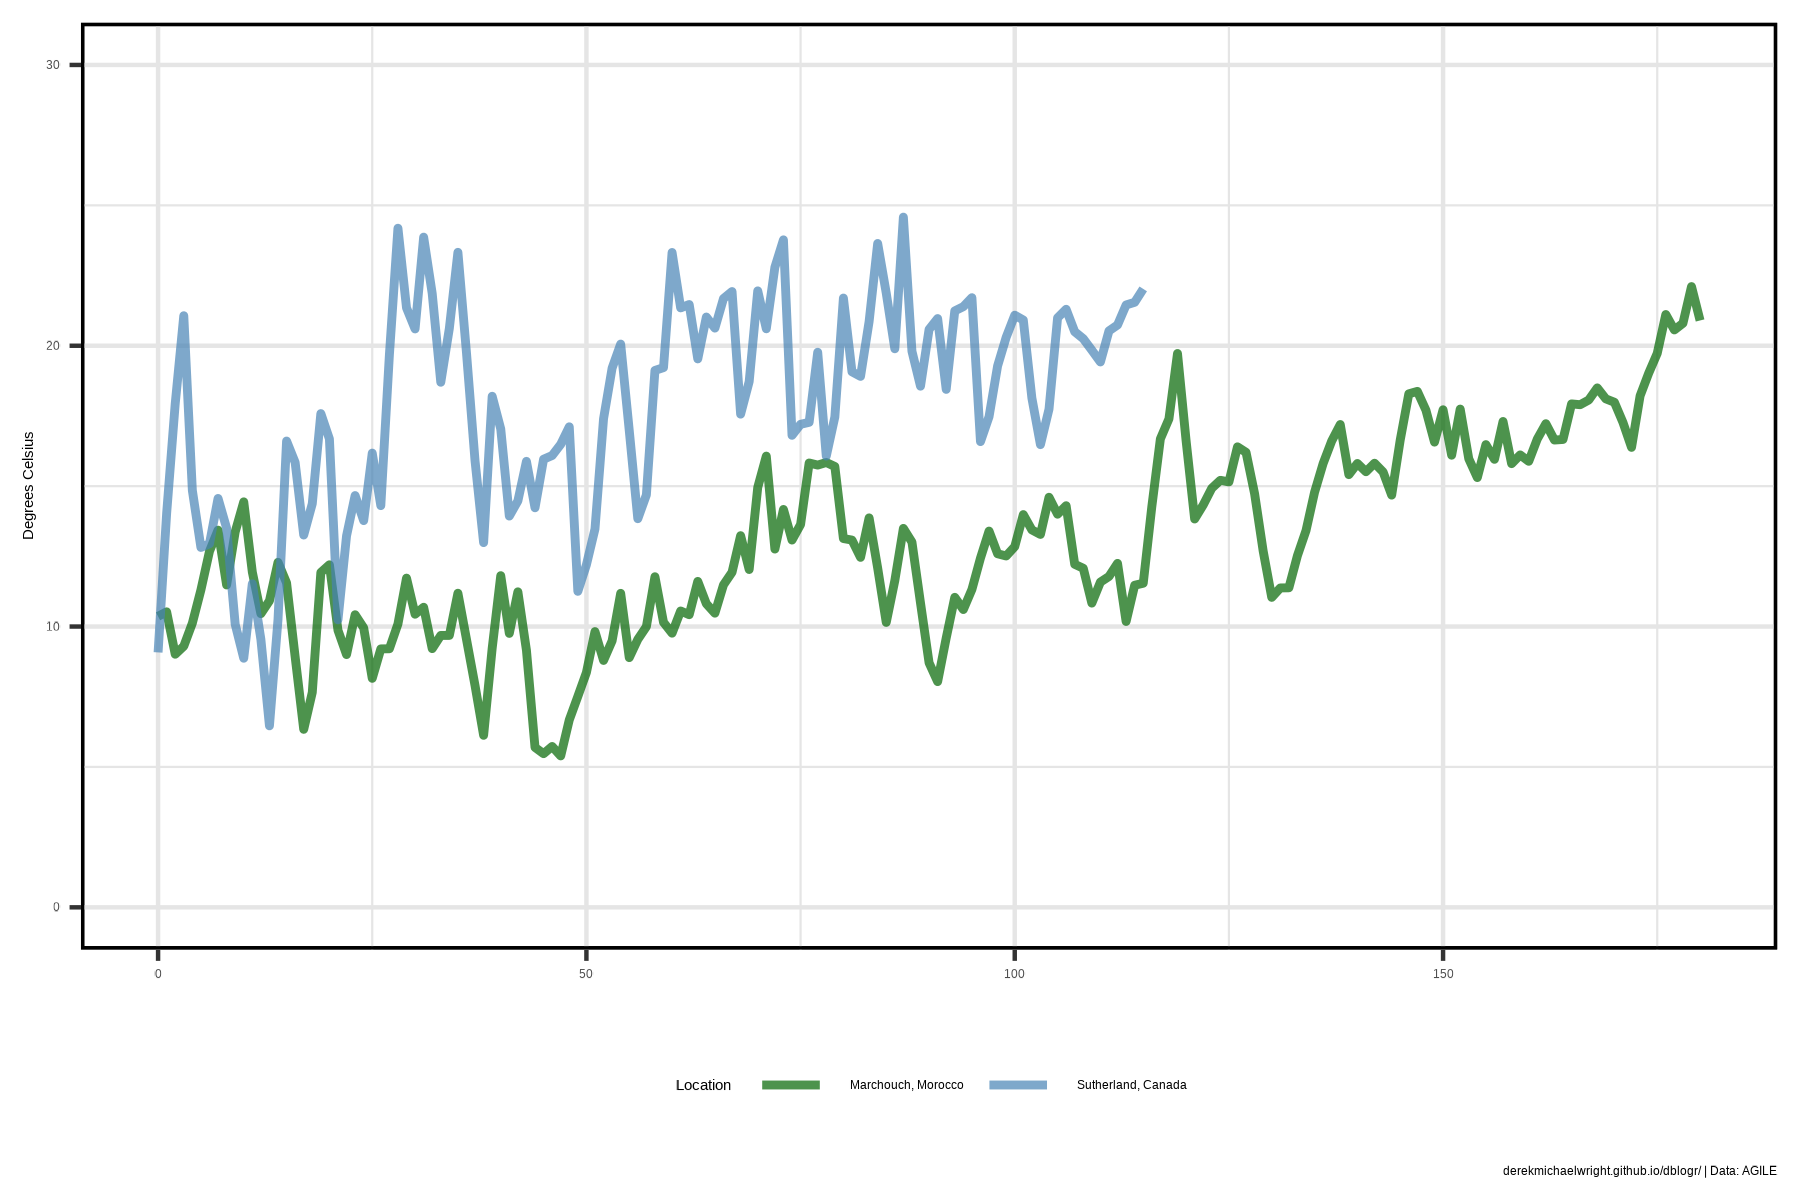 30
20
10
0
Degrees Celsius
0 50 100 150
Location Marchouch, Morocco Sutherland, Canada
derekmichaelwright.github.io/dblogr/ | Data: AGILE